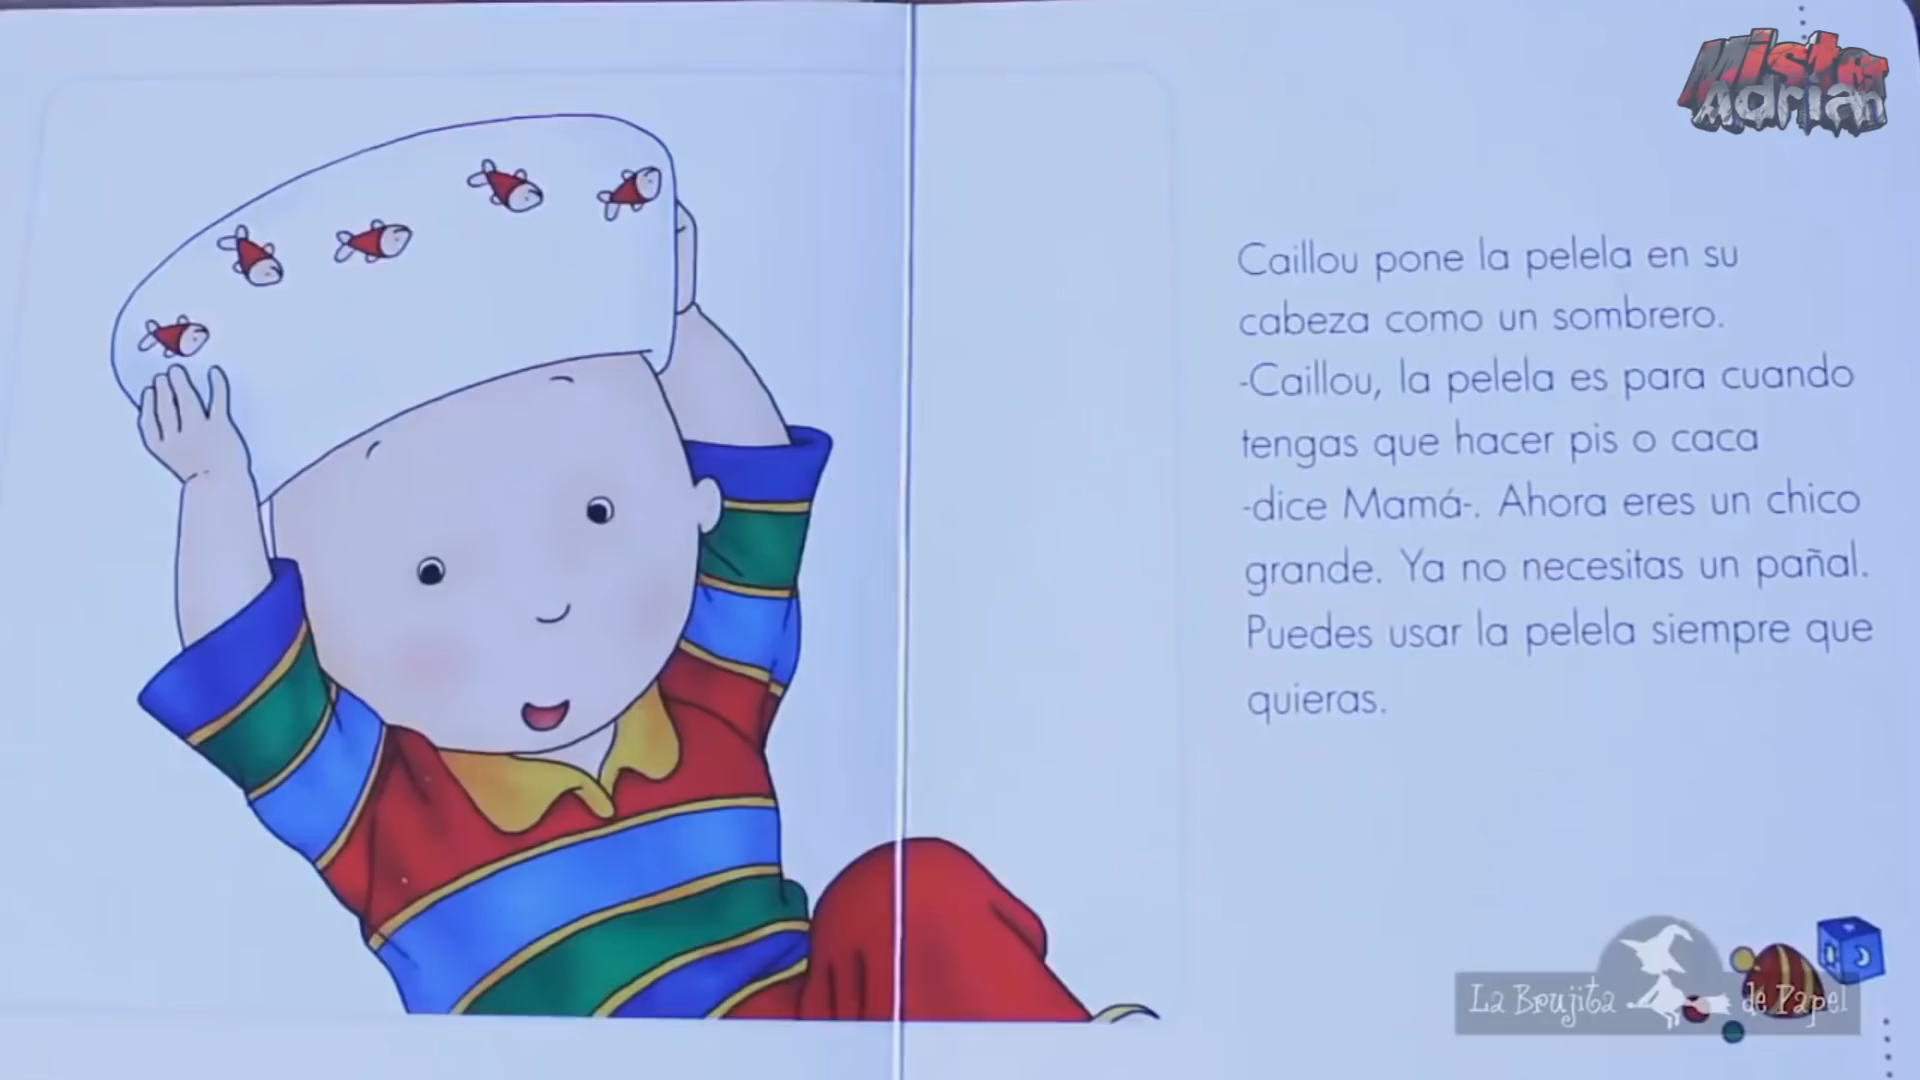 Mister
Adrian
Caillou pone la pelela en su
cabeza como un sombrero.
-Caillou, la pelela es para cuando
tengas que hacer pis o caca
-dice Mamá-. Ahora eres un chico
grande. Ya no necesitas un pañal.
Puedes usar la pelela siempre que
quieras.
La Brujita de Papel